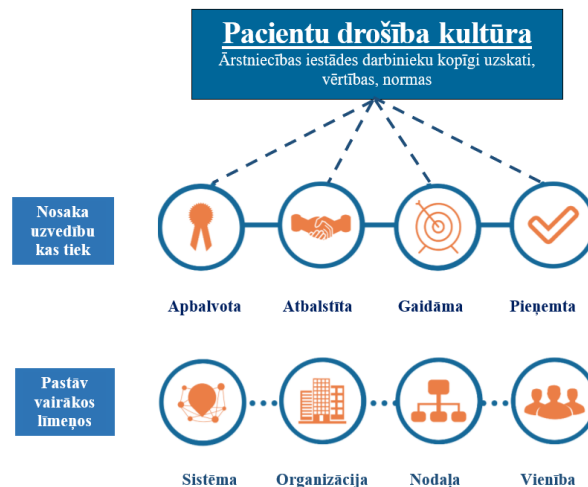 Pacientu drošība kultūra
Ārstniecības iestādes darbinieku kopīgi uzskati,
vērtības, normas
Nosaka
uzvedību
kas tiek
Apbalvota
Atbalstīta
Gaidāma
Pieņemta
Pastāv
vairākos
līmeņos
Sistēma
Organizācija
Nodaļa
Vienība